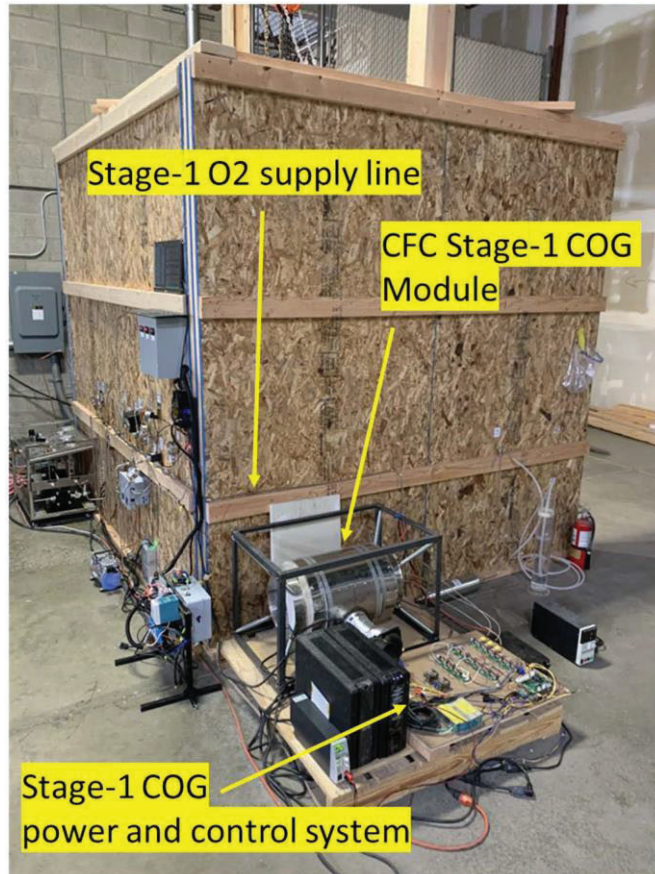 Stage-1 O2 supply line
CFC Stage-1 COG
Module
Stage-1 COG
power and control system